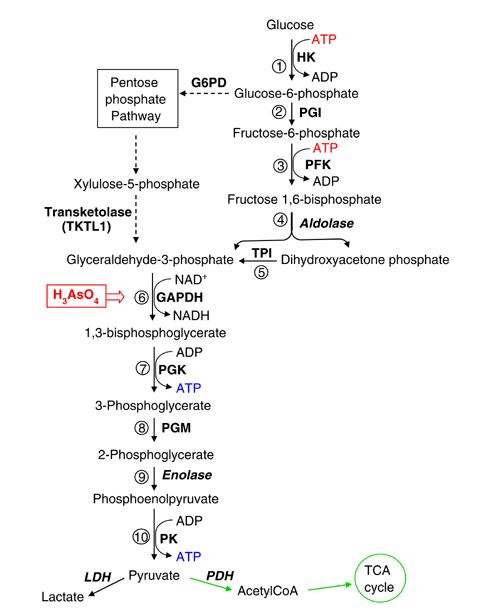 Glucose
ATP
① HK
ADP
Glucose-6-phosphate
G6PD
Pentose
phosphate
Pathway
② PGI
Fructose-6-phosphate
ATP
③ PFK
ADP
Xylulose-5-phosphate
Fructose 1,6-bisphosphate
Transketolase
(TKTL1)
④ Aldolase
Glyceraldehyde-3-phosphate
TPI
⑤
Dihydroxyacetone phosphate
NAD⁺
H₃AsO₄
⑥ GAPDH
NADH
1,3-bisphosphoglycerate
ADP
⑦ PGK
ATP
3-Phosphoglycerate
⑧ PGM
2-Phosphoglycerate
⑨ Enolase
Phosphoenolpyruvate
ADP
⑩ PK
ATP
LDH
Pyruvate
PDH
Lactate
AcetylCoA
TCA
cycle